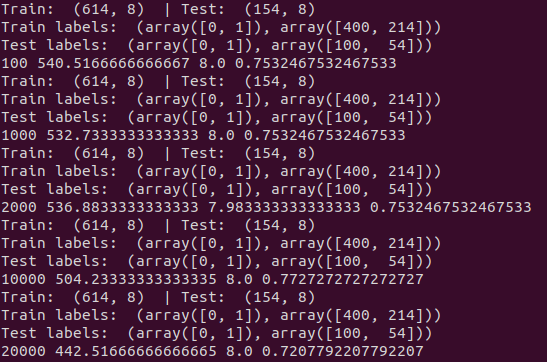 Train:  (614, 8)  | Test:  (154, 8)
Train labels:  (array([0, 1]), array([400, 214]))
Test labels:  (array([0, 1]), array([100,  54]))
100 540.5166666666667 8.0 0.7532467532467533
Train:  (614, 8)  | Test:  (154, 8)
Train labels:  (array([0, 1]), array([400, 214]))
Test labels:  (array([0, 1]), array([100,  54]))
1000 532.7333333333333 8.0 0.7532467532467533
Train:  (614, 8)  | Test:  (154, 8)
Train labels:  (array([0, 1]), array([400, 214]))
Test labels:  (array([0, 1]), array([100,  54]))
2000 536.8833333333333 7.983333333333333 0.7532467532467533
Train:  (614, 8)  | Test:  (154, 8)
Train labels:  (array([0, 1]), array([400, 214]))
Test labels:  (array([0, 1]), array([100,  54]))
10000 504.23333333333335 8.0 0.7727272727272727
Train:  (614, 8)  | Test:  (154, 8)
Train labels:  (array([0, 1]), array([400, 214]))
Test labels:  (array([0, 1]), array([100,  54]))
20000 442.51666666666665 8.0 0.7207792207792207